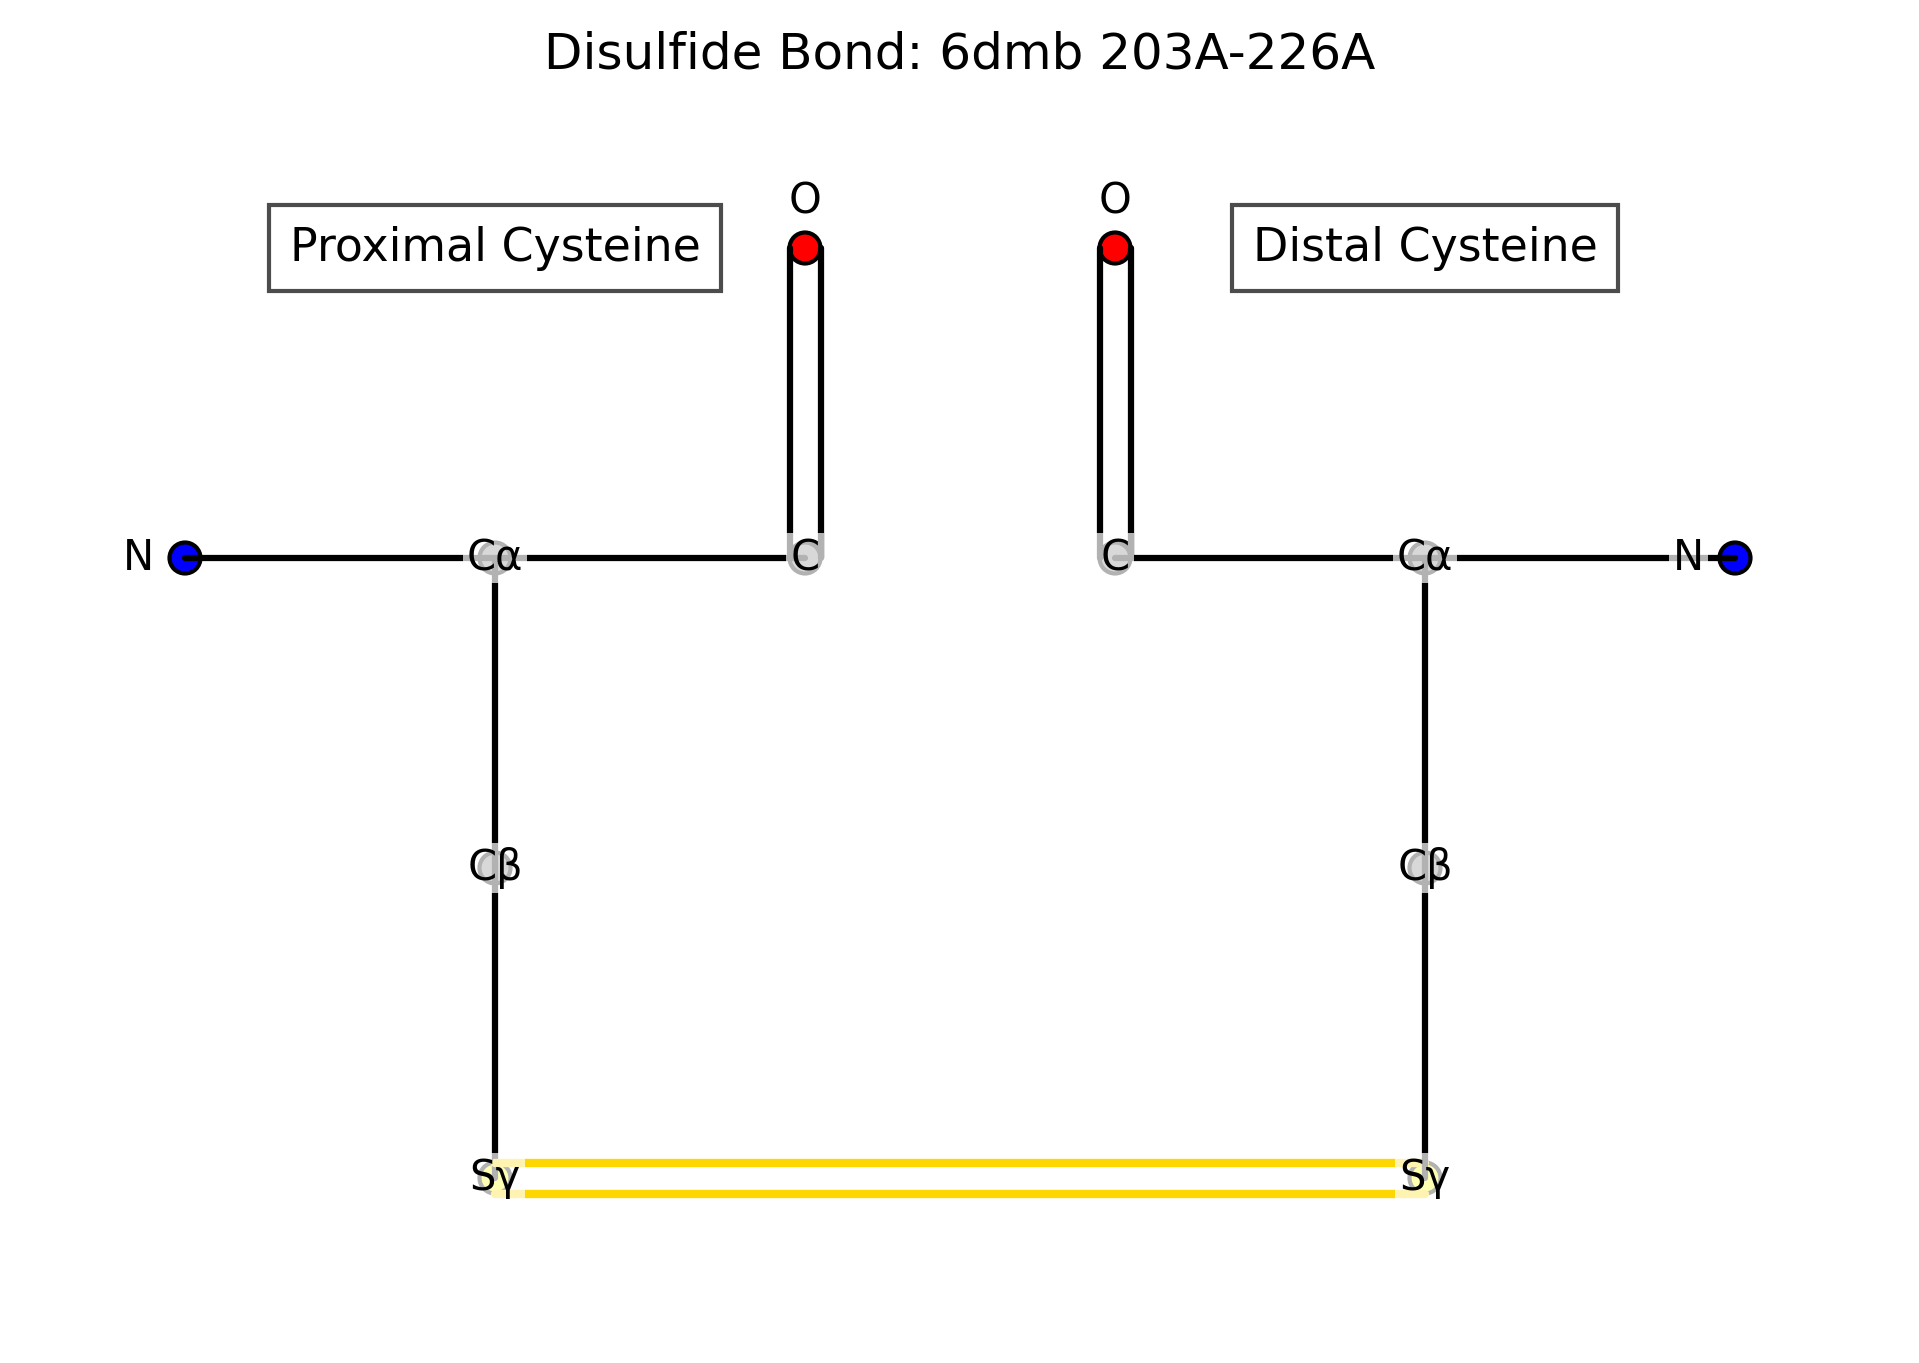 Disulfide Bond: 6dmb 203A-226A
O
O
Proximal Cysteine
Distal Cysteine
N
Cα
C
C
Cα
N
Cβ
Cβ
Sγ
Sγ